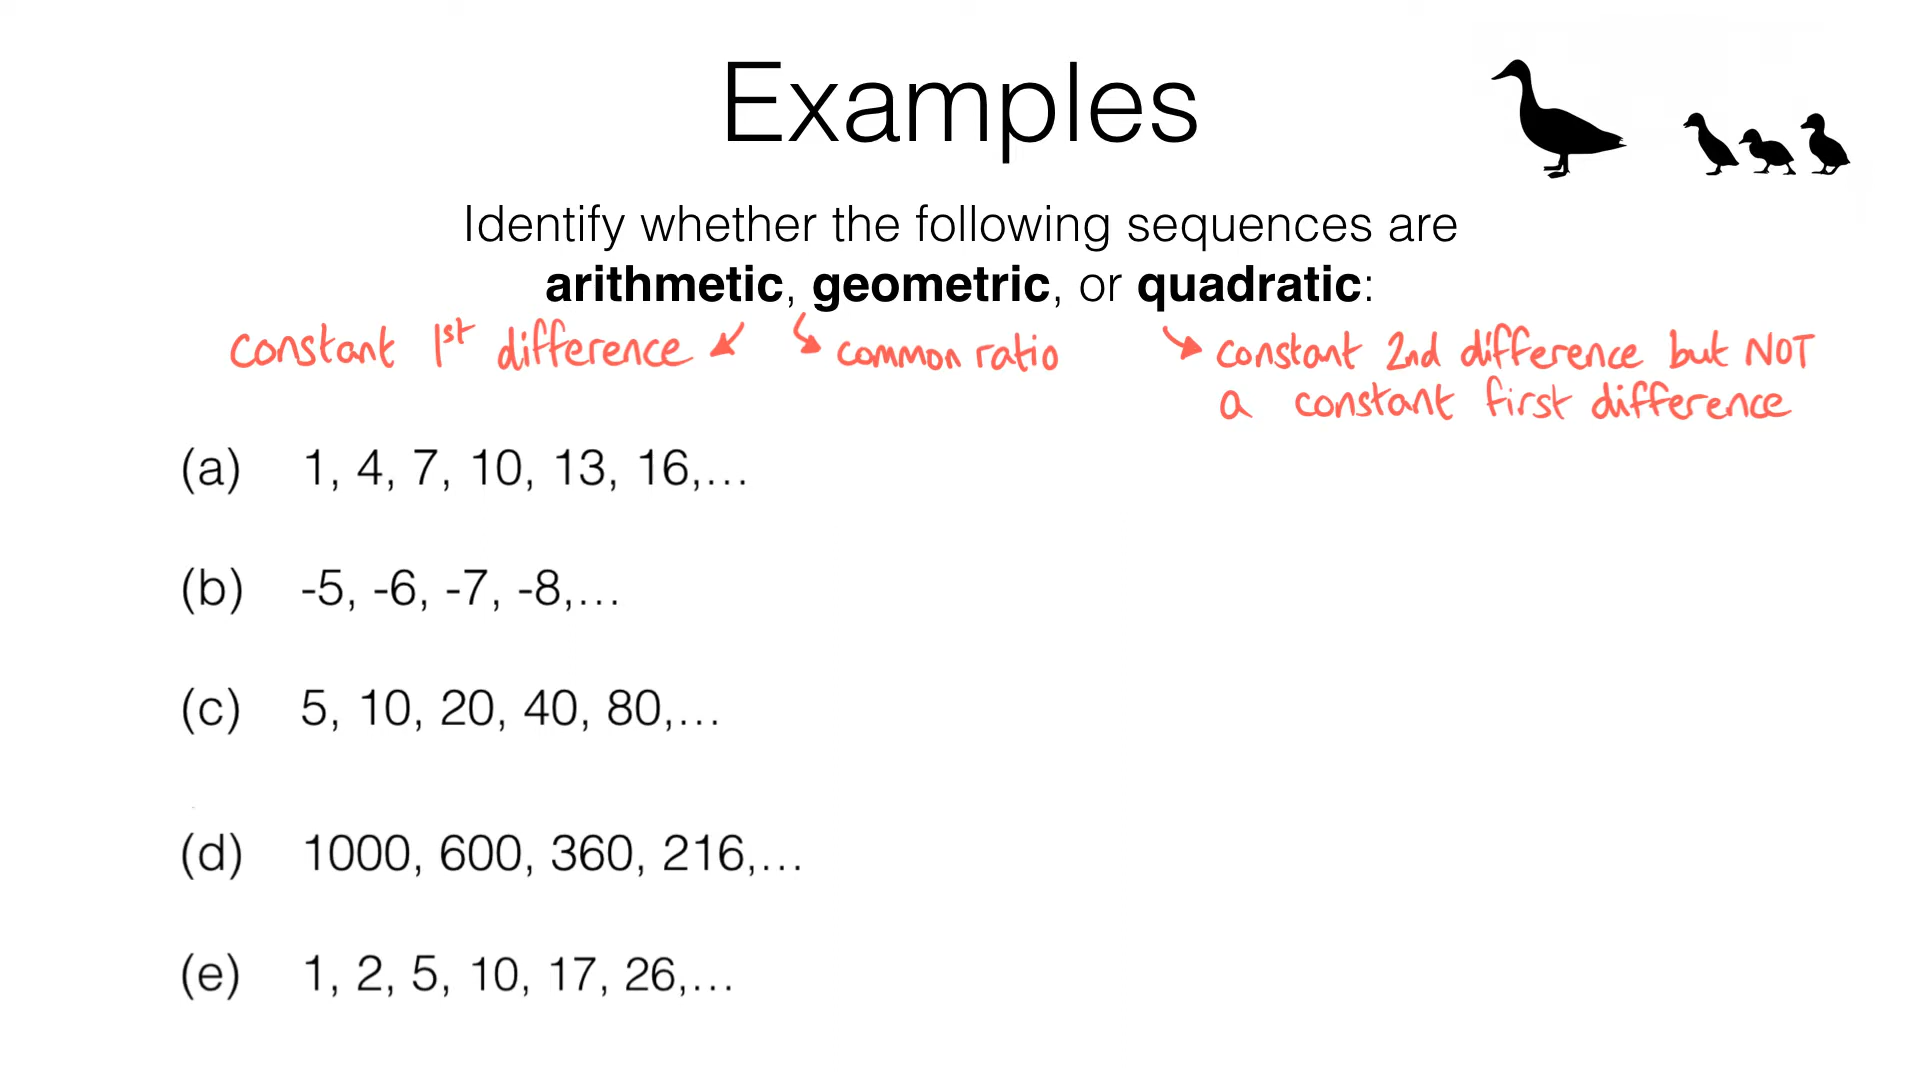 Examples
Identify whether the following sequences are
arithmetic, geometric, or quadratic:
constant 1st difference common ratio constant 2nd difference but NOT
a constant first difference
(a) 1, 4, 7, 10, 13, 16,...
(b) -5, -6, -7, -8,...
(c) 5, 10, 20, 40, 80,...
(d) 1000, 600, 360, 216,...
(e) 1, 2, 5, 10, 17, 26,...